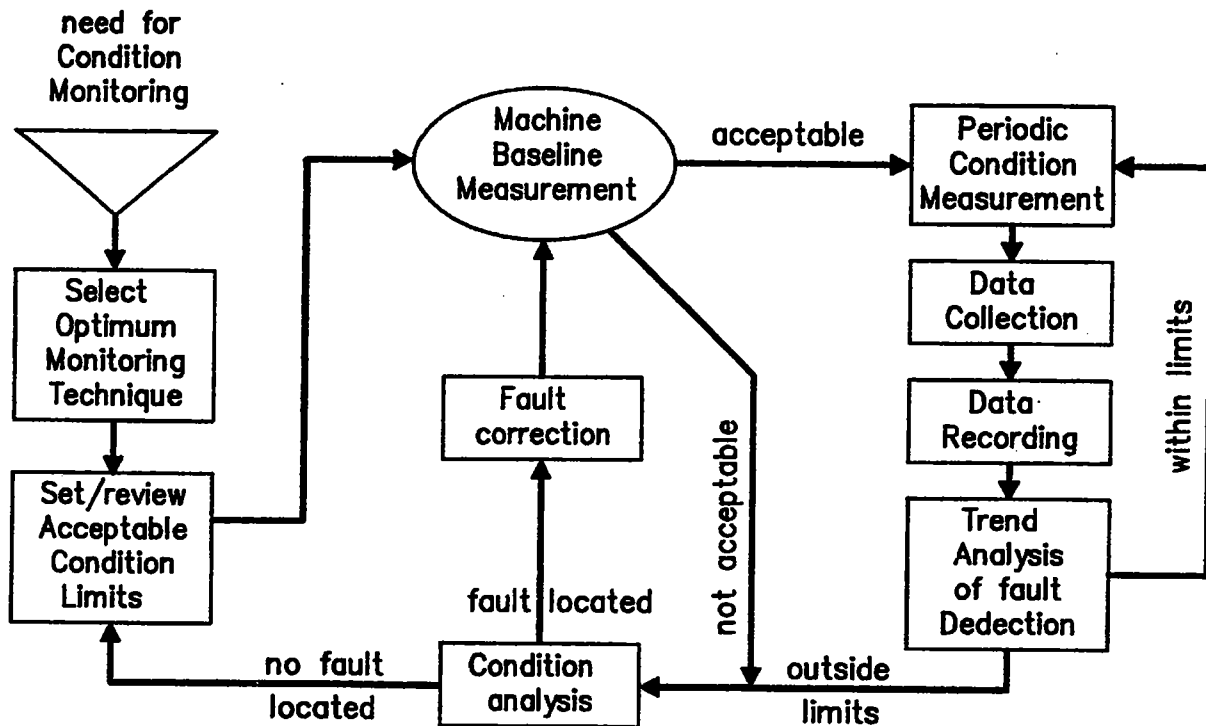 need for
Condition
Monitoring
Select
Optimum
Monitoring
Technique
Set/review
Acceptable
Condition
Limits
Machine
Baseline
Measurement
acceptable
not acceptable
Fault
correction
fault located
Condition
analysis
no fault
located
Periodic
Condition
Measurement
Data
Collection
Data
Recording
Trend
Analysis
of fault
Dedection
within limits
outside
limits